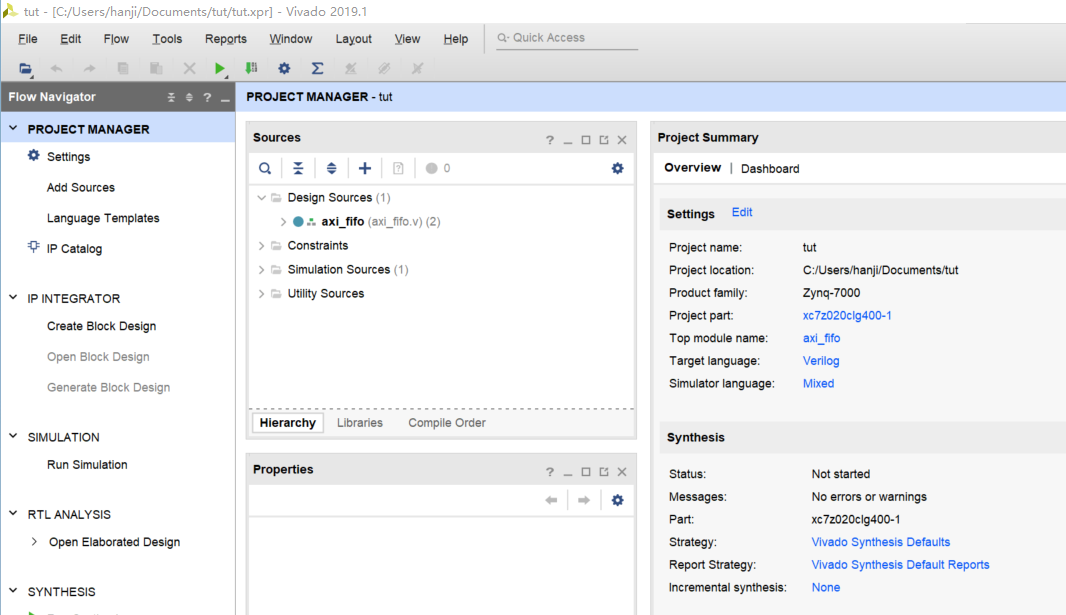 tut - [C:/Users/hanji/Documents/tut/tut.xpr] - Vivado 2019.1
File Edit Flow Tools Reports Window Layout View Help Quick Access
Flow Navigator
PROJECT MANAGER
Settings
Add Sources
Language Templates
IP Catalog
IP INTEGRATOR
Create Block Design
Open Block Design
Generate Block Design
SIMULATION
Run Simulation
RTL ANALYSIS
Open Elaborated Design
SYNTHESIS
PROJECT MANAGER - tut
Sources
0
Design Sources (1)
axi_fifo (axi_fifo.v) (2)
Constraints
Simulation Sources (1)
Utility Sources
Hierarchy Libraries Compile Order
Properties
Project Summary
Overview | Dashboard
Settings Edit
Project name: tut
Project location: C:/Users/hanji/Documents/tut
Product family: Zynq-7000
Project part: xc7z020clg400-1
Top module name: axi_fifo
Target language: Verilog
Simulator language: Mixed
Synthesis
Status: Not started
Messages: No errors or warnings
Part: xc7z020clg400-1
Strategy: Vivado Synthesis Defaults
Report Strategy: Vivado Synthesis Default Reports
Incremental synthesis: None